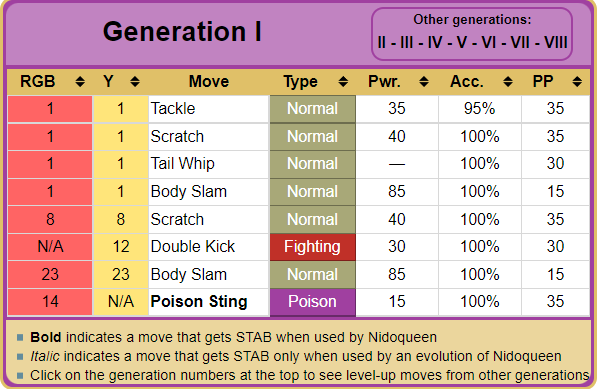 Generation I
Other generations:
II - III - IV - V - VI - VII - VIII
RGB Y Move Type Pwr. Acc. PP
1 1 Tackle Normal 35 95% 35
1 1 Scratch Normal 40 100% 35
1 1 Tail Whip Normal — 100% 30
1 1 Body Slam Normal 85 100% 15
8 8 Scratch Normal 40 100% 35
N/A 12 Double Kick Fighting 30 100% 30
23 23 Body Slam Normal 85 100% 15
14 N/A Poison Sting Poison 15 100% 35
Bold indicates a move that gets STAB when used by Nidoqueen
Italic indicates a move that gets STAB only when used by an evolution of Nidoqueen
Click on the generation numbers at the top to see level-up moves from other generations